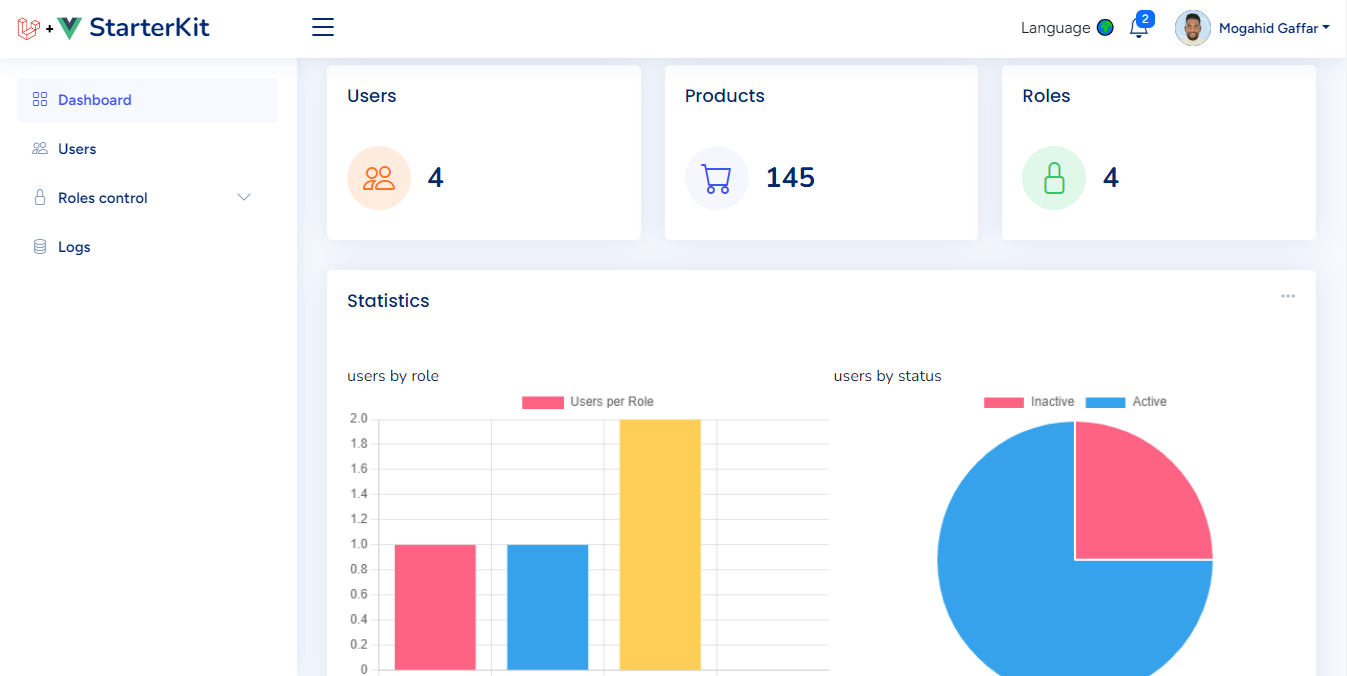 + StarterKit
Language 2 Mogahid Gaffar
Dashboard
Users
Roles control
Logs
Users
4
Products
145
Roles
4
Statistics
users by role
Users per Role
2.0
1.8
1.6
1.4
1.2
1.0
0.8
0.6
0.4
0.2
0
users by status
Inactive Active